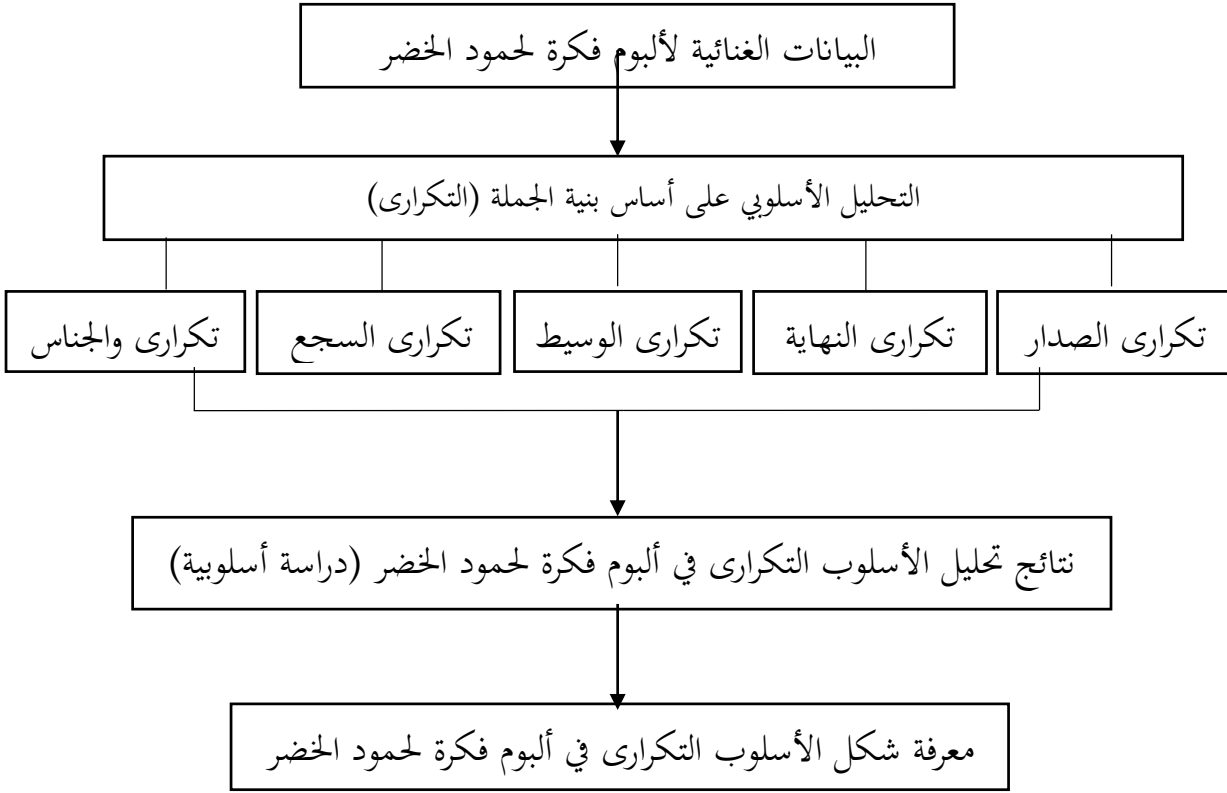 البيانات الغنائية لألبوم فكرة لحمود الخضر
التحليل الأسلوبي على أساس بنية الجملة (التكرارى)
تكرارى الصدار
تكرارى النهاية
تكرارى الوسيط
تكرارى السجع
تكرارى والجناس
نتائج تحليل الأسلوب التكرارى في ألبوم فكرة لحمود الخضر (دراسة أسلوبية)
معرفة شكل الأسلوب التكرارى في ألبوم فكرة لحمود الخضر